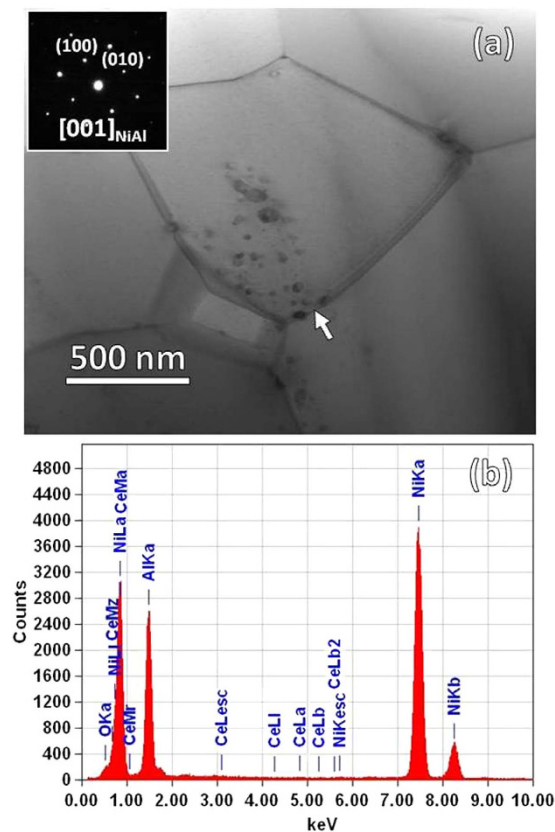 (a)
(100)
(010)
[001]NiAl
500 nm
(b)
Counts
4800
4400
4000
3600
3200
2800
2400
2000
1600
1200
800
400
0
OKa
NiLl CeMz
NiLa CeMa
CeMr
AlKa
CeLesc
CeLl
CeLa
CeLb
NiKesc CeLb2
NiKa
NiKb
0.00 1.00 2.00 3.00 4.00 5.00 6.00 7.00 8.00 9.00 10.00
keV